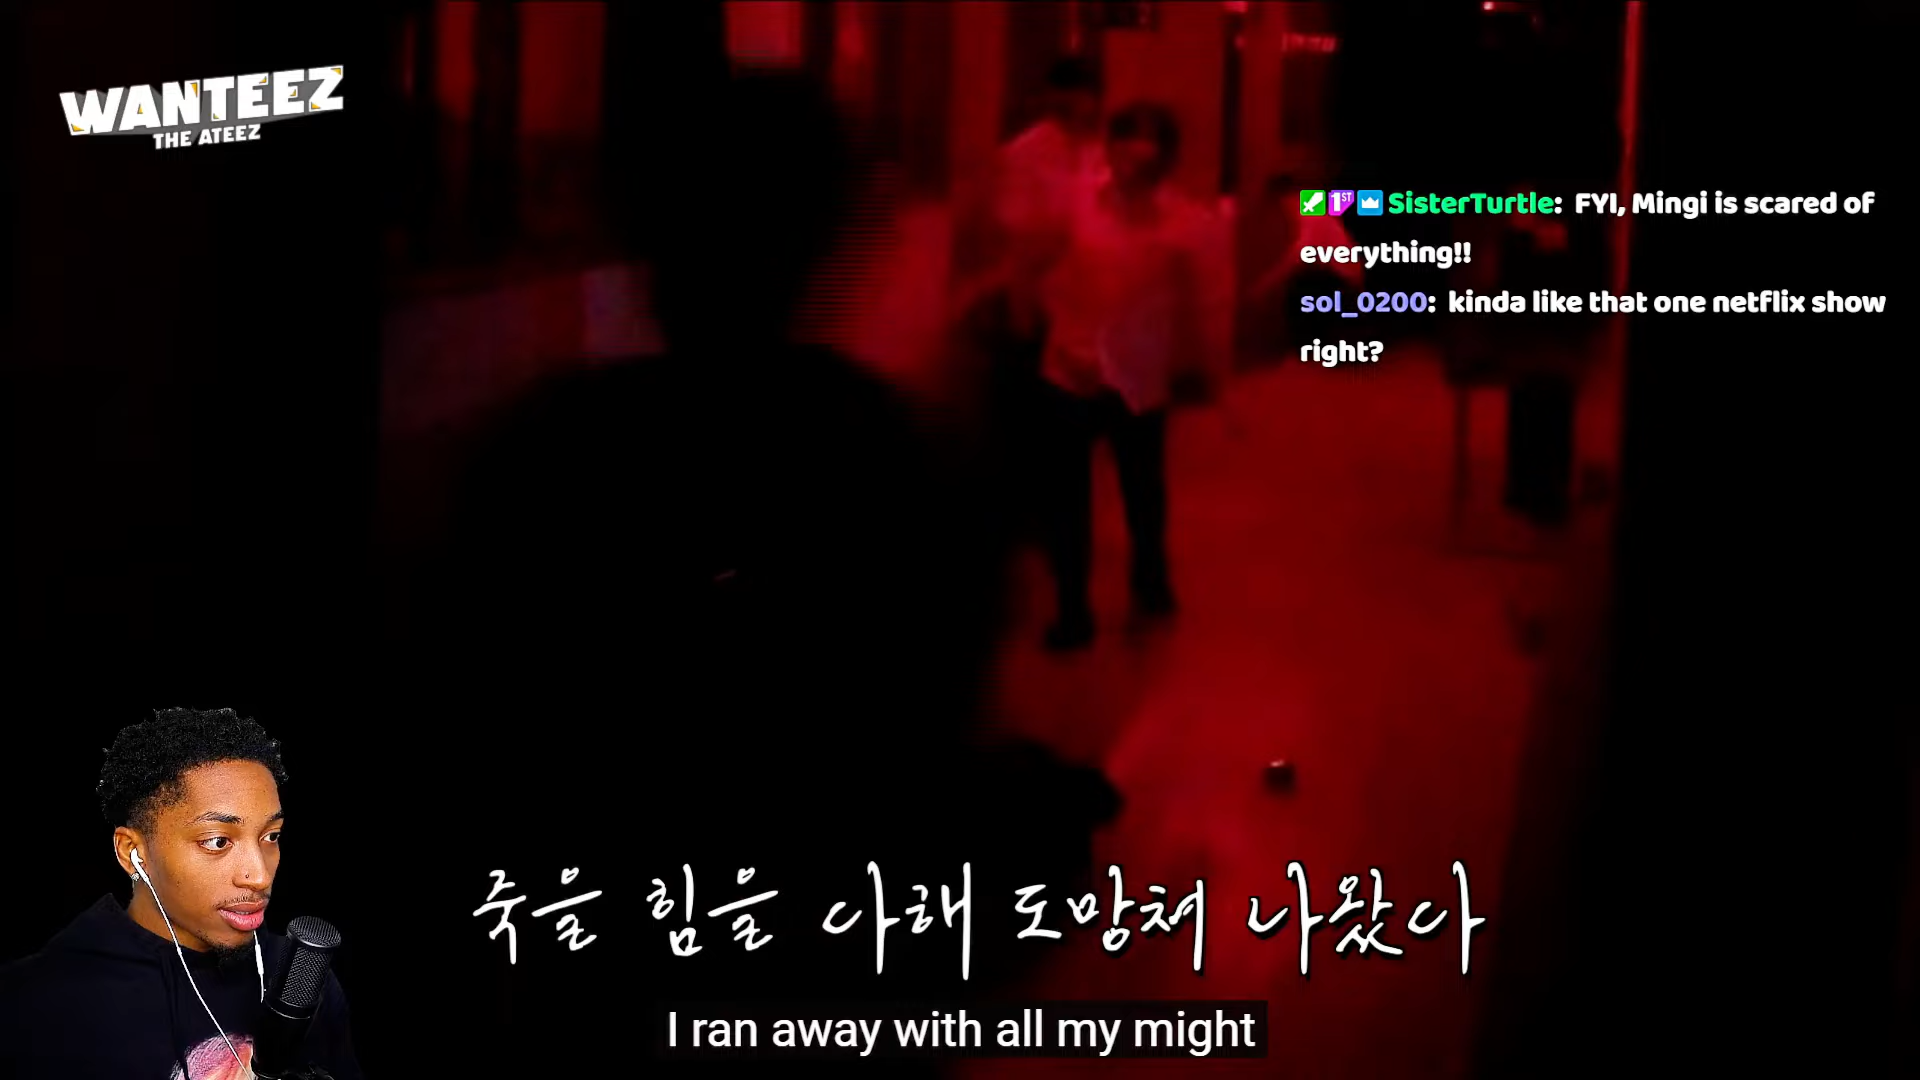 WANTEEZ
THE ATEEZ
SisterTurtle: FYI, Mingi is scared of
everything!!
sol_0200: kinda like that one netflix show
right?
죽을 힘을 다해 도망쳐 나왔다
I ran away with all my might